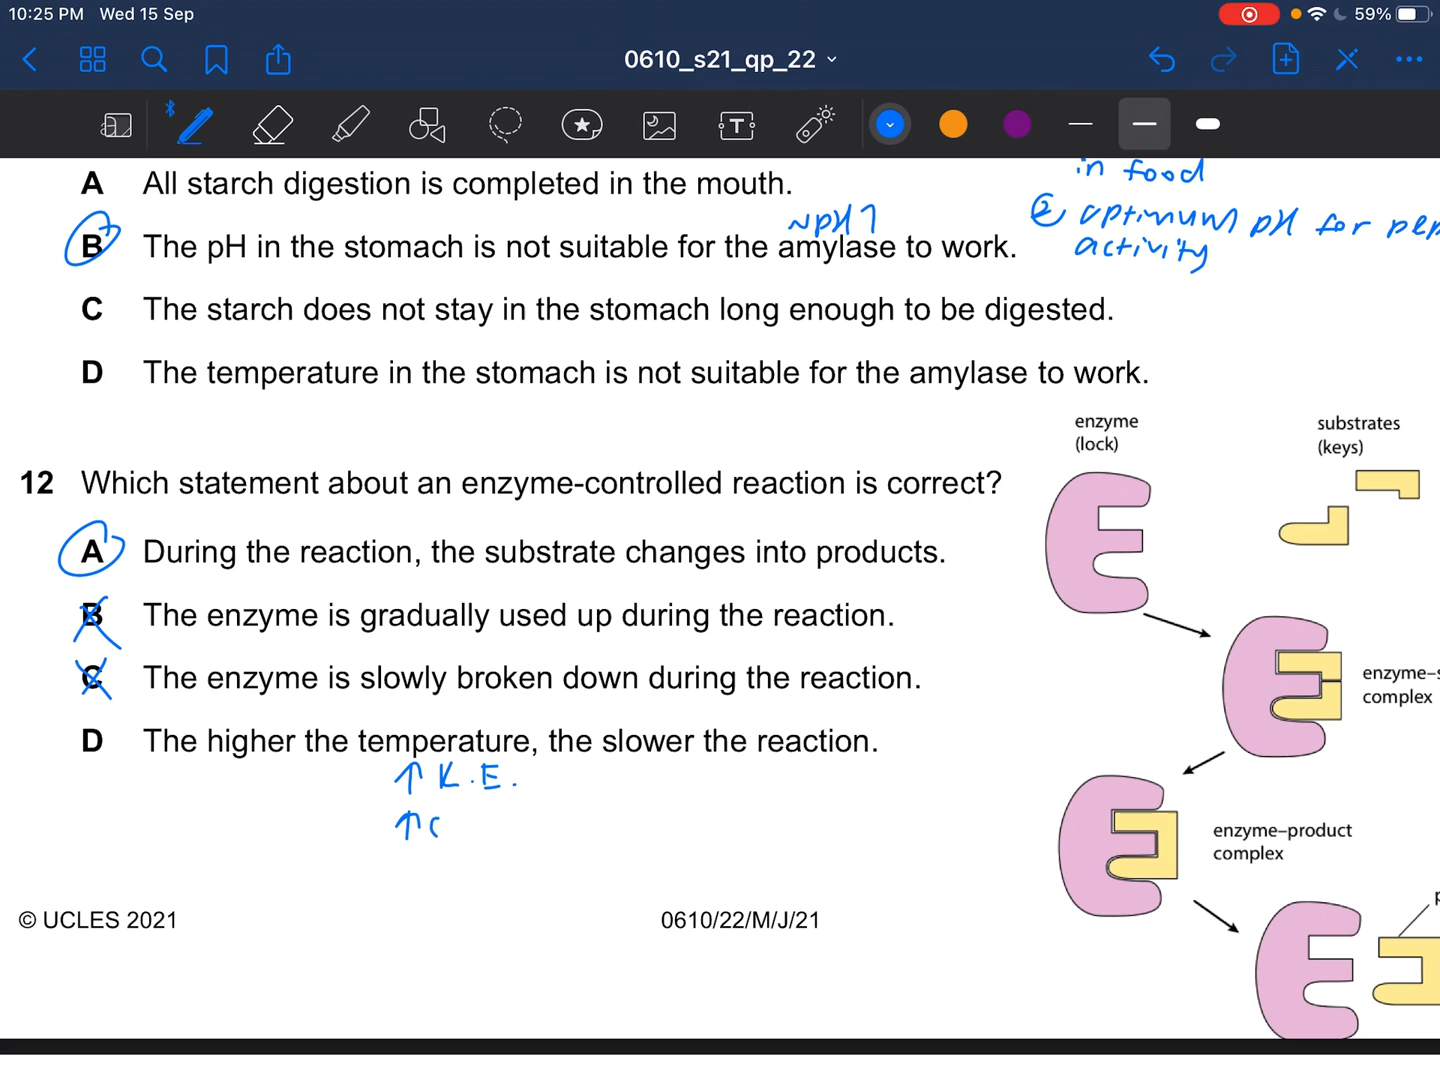 10:25 PM Wed 15 Sep
59%
0610_s21_qp_22
T
in food
A All starch digestion is completed in the mouth.
~pH 7
② optimum pH for pep
B The pH in the stomach is not suitable for the amylase to work.
activity
C The starch does not stay in the stomach long enough to be digested.
D The temperature in the stomach is not suitable for the amylase to work.
enzyme
(lock)
substrates
(keys)
12 Which statement about an enzyme-controlled reaction is correct?
A During the reaction, the substrate changes into products.
B The enzyme is gradually used up during the reaction.
C The enzyme is slowly broken down during the reaction.
enzyme–s
complex
D The higher the temperature, the slower the reaction.
↑ K.E.
↑ c
enzyme–product
complex
p
© UCLES 2021
0610/22/M/J/21